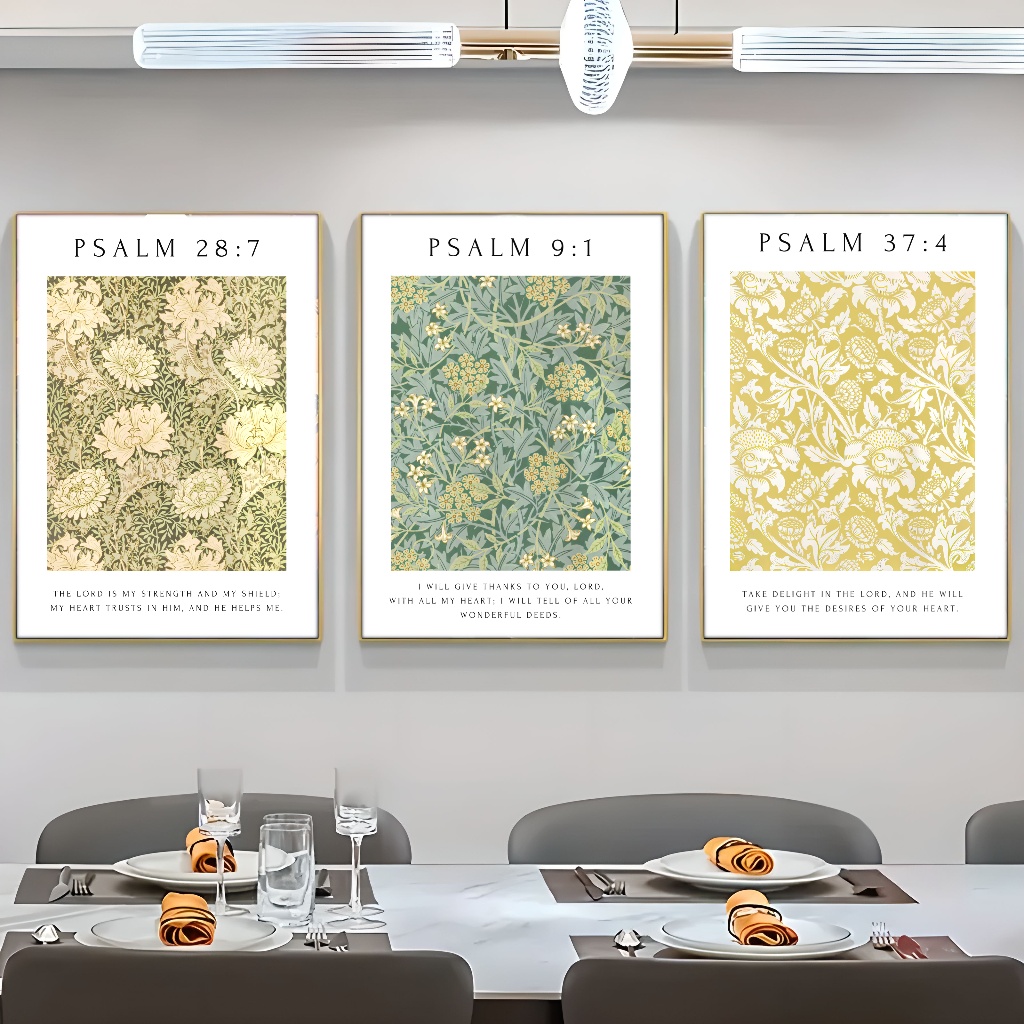 PSALM 28:7
THE LORD IS MY STRENGTH AND MY SHIELD;
MY HEART TRUSTS IN HIM, AND HE HELPS ME.
PSALM 9:1
I WILL GIVE THANKS TO YOU, LORD,
WITH ALL MY HEART; I WILL TELL OF ALL YOUR
WONDERFUL DEEDS.
PSALM 37:4
TAKE DELIGHT IN THE LORD, AND HE WILL
GIVE YOU THE DESIRES OF YOUR HEART.